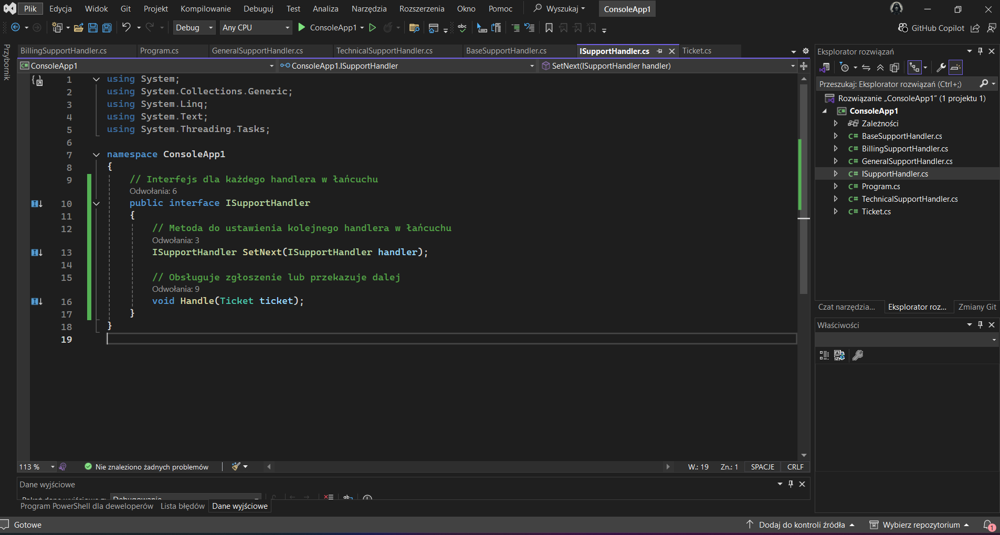 Plik Edycja Widok Git Projekt Kompilowanie Debuguj Test Analiza Narzędzia Rozszerzenia Okno Pomoc Wyszukaj ConsoleApp1
Debug Any CPU ConsoleApp1 GitHub Copilot
Przybornik
BillingSupportHandler.cs Program.cs GeneralSupportHandler.cs TechnicalSupportHandler.cs BaseSupportHandler.cs ISupportHandler.cs Ticket.cs
ConsoleApp1 ConsoleApp1.ISupportHandler SetNext(ISupportHandler handler)
1 using System;
2 using System.Collections.Generic;
3 using System.Linq;
4 using System.Text;
5 using System.Threading.Tasks;
6
7 namespace ConsoleApp1
8 {
9 // Interfejs dla każdego handlera w łańcuchu
Odwołania: 6
10 public interface ISupportHandler
11 {
12 // Metoda do ustawienia kolejnego handlera w łańcuchu
Odwołania: 3
13 ISupportHandler SetNext(ISupportHandler handler);
14
15 // Obsługuje zgłoszenie lub przekazuje dalej
Odwołania: 9
16 void Handle(Ticket ticket);
17 }
18 }
19
113 % Nie znaleziono żadnych problemów W.: 19 Zn.: 1 SPACJE CRLF
Dane wyjściowe
Program PowerShell dla deweloperów Lista błędów Dane wyjściowe
Eksplorator rozwiązań
Przeszukaj: Eksplorator rozwiązań (Ctrl+;)
Rozwiązanie „ConsoleApp1” (1 projektu 1)
ConsoleApp1
Zależności
C# BaseSupportHandler.cs
C# BillingSupportHandler.cs
C# GeneralSupportHandler.cs
C# ISupportHandler.cs
C# Program.cs
C# TechnicalSupportHandler.cs
C# Ticket.cs
Czat narzędzia... Eksplorator roz... Zmiany Git
Właściwości
Gotowe Dodaj do kontroli źródła Wybierz repozytorium 1